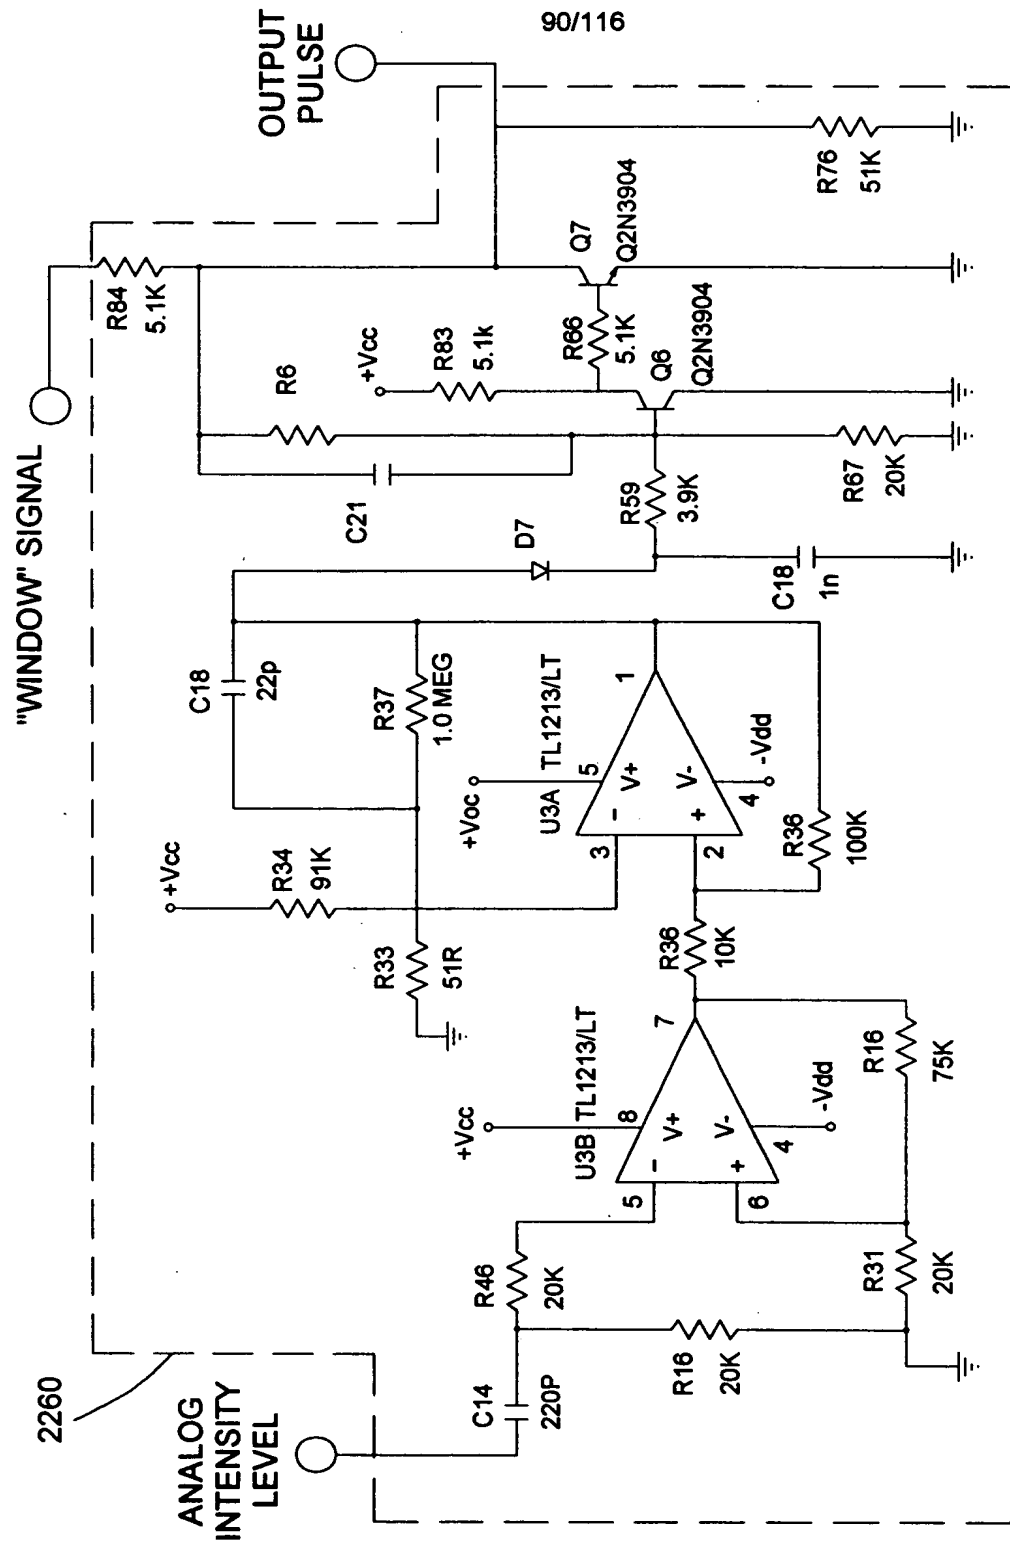 90/116
2260
ANALOG
INTENSITY
LEVEL
"WINDOW" SIGNAL
OUTPUT
PULSE
C14
220P
R46
20K
R16
20K
R31
20K
+Vcc
U3B TL1213/LT
5
6
8
V+
V-
-
+
4
7
-Vdd
R16
75K
R33
51R
+Vcc
R34
91K
R36
10K
C18
22p
R37
1.0 MEG
+Voc
U3A TL1213/LT
3
2
5
V+
V-
-
+
4
1
-Vdd
R36
100K
D7
C18
1n
R59
3.9K
C21
R6
R67
20K
+Vcc
R83
5.1k
R66
5.1K
Q6
Q2N3904
R84
5.1K
Q7
Q2N3904
R76
51K